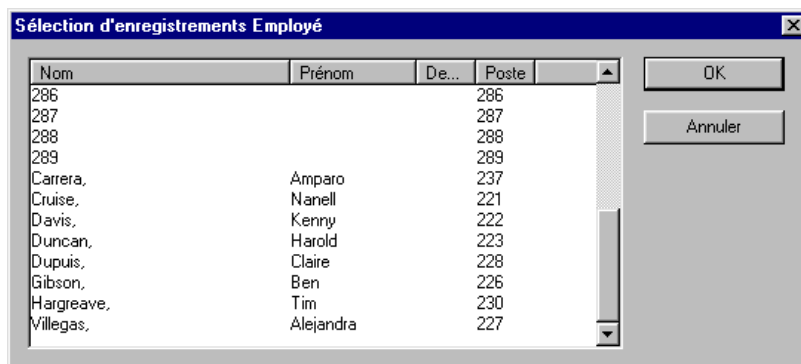 Sélection d'enregistrements Employé
Nom Prénom De... Poste
OK
286 286
287 287
Annuler
288 288
289 289
Carrera, Amparo 237
Cruise, Nanell 221
Davis, Kenny 222
Duncan, Harold 223
Dupuis, Claire 228
Gibson, Ben 226
Hargreave, Tim 230
Villegas, Alejandra 227